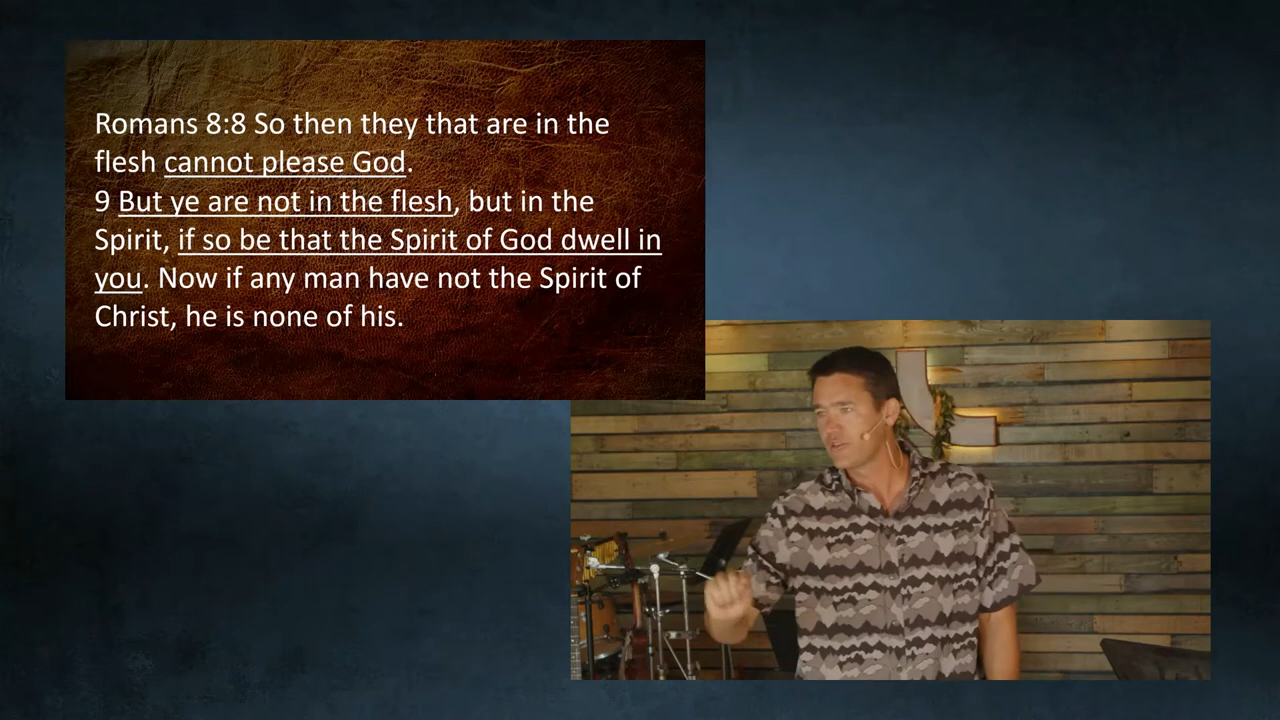 Romans 8:8 So then they that are in the
flesh cannot please God.
9 But ye are not in the flesh, but in the
Spirit, if so be that the Spirit of God dwell in
you. Now if any man have not the Spirit of
Christ, he is none of his.